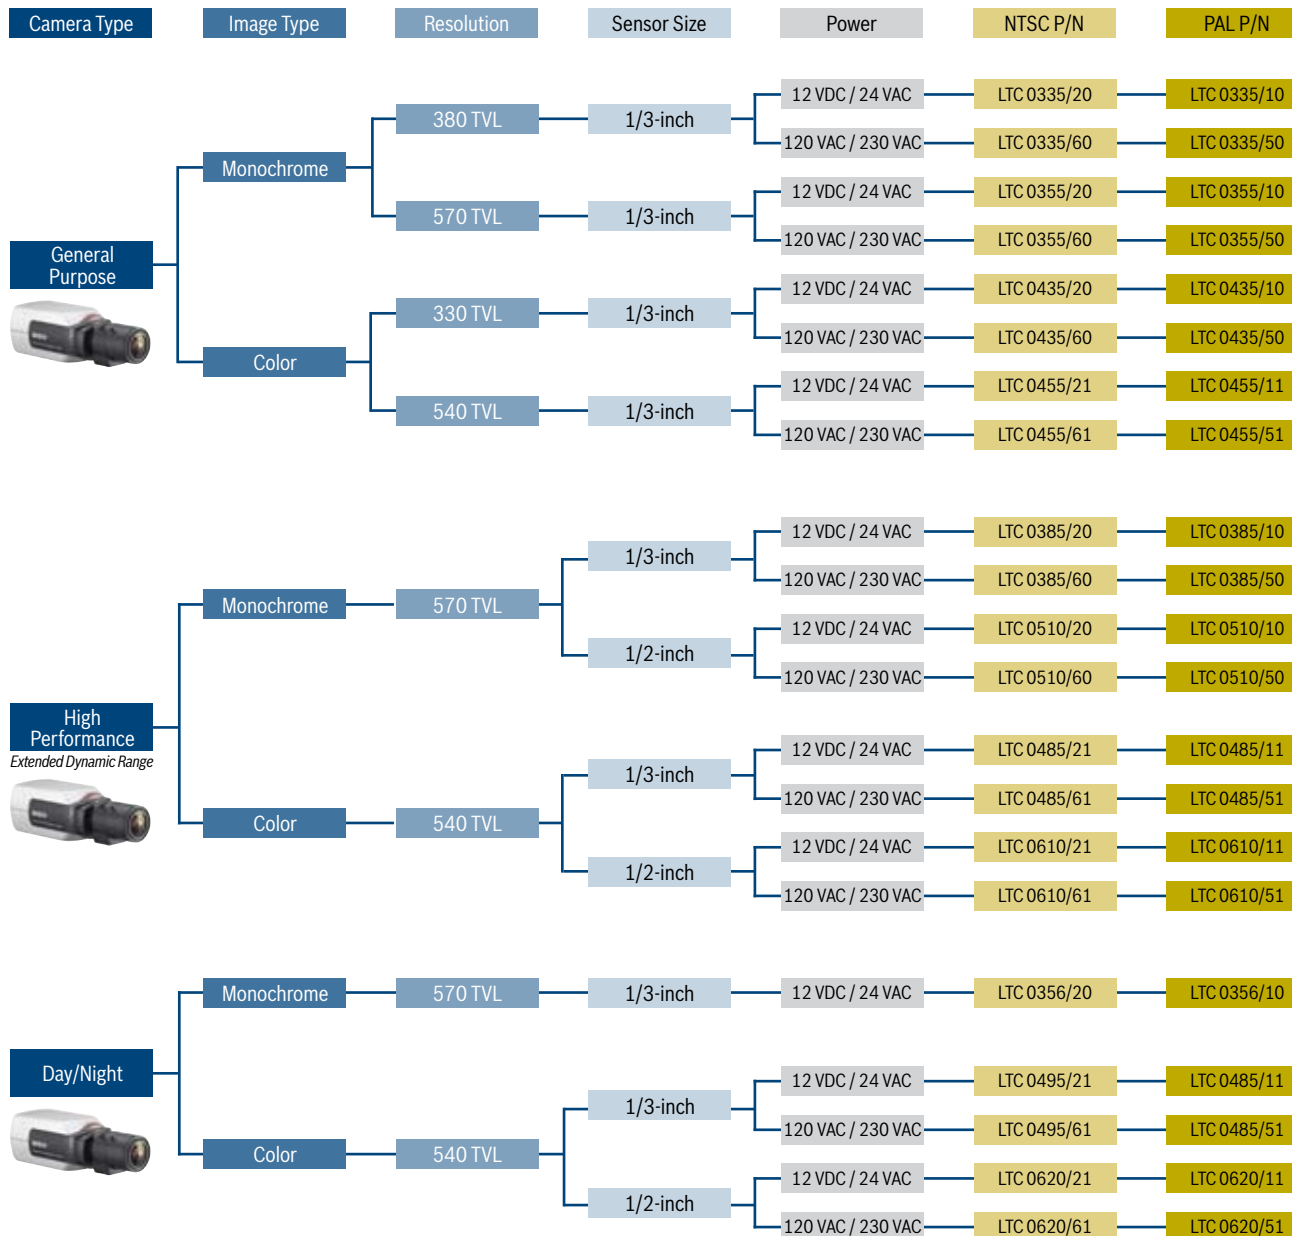 Camera Type Image Type Resolution Sensor Size Power NTSC P/N PAL P/N
12 VDC / 24 VAC LTC 0335/20 LTC 0335/10
380 TVL 1/3-inch
120 VAC / 230 VAC LTC 0335/60 LTC 0335/50
Monochrome
12 VDC / 24 VAC LTC 0355/20 LTC 0355/10
570 TVL 1/3-inch
120 VAC / 230 VAC LTC 0355/60 LTC 0355/50
General
Purpose
12 VDC / 24 VAC LTC 0435/20 LTC 0435/10
330 TVL 1/3-inch
120 VAC / 230 VAC LTC 0435/60 LTC 0435/50
Color
12 VDC / 24 VAC LTC 0455/21 LTC 0455/11
540 TVL 1/3-inch
120 VAC / 230 VAC LTC 0455/61 LTC 0455/51
12 VDC / 24 VAC LTC 0385/20 LTC 0385/10
1/3-inch
120 VAC / 230 VAC LTC 0385/60 LTC 0385/50
Monochrome 570 TVL
12 VDC / 24 VAC LTC 0510/20 LTC 0510/10
1/2-inch
120 VAC / 230 VAC LTC 0510/60 LTC 0510/50
High
Performance
Extended Dynamic Range
12 VDC / 24 VAC LTC 0485/21 LTC 0485/11
1/3-inch
120 VAC / 230 VAC LTC 0485/61 LTC 0485/51
Color 540 TVL
12 VDC / 24 VAC LTC 0610/21 LTC 0610/11
1/2-inch
120 VAC / 230 VAC LTC 0610/61 LTC 0610/51
Monochrome 570 TVL 1/3-inch 12 VDC / 24 VAC LTC 0356/20 LTC 0356/10
Day/Night
12 VDC / 24 VAC LTC 0495/21 LTC 0485/11
1/3-inch
120 VAC / 230 VAC LTC 0495/61 LTC 0485/51
Color 540 TVL
12 VDC / 24 VAC LTC 0620/21 LTC 0620/11
1/2-inch
120 VAC / 230 VAC LTC 0620/61 LTC 0620/51